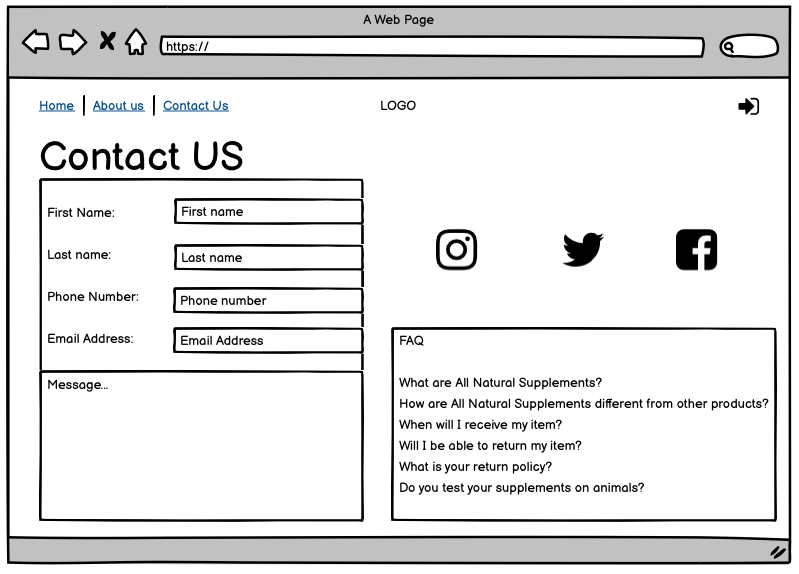 A Web Page
https://
Home About us Contact Us LOGO
Contact US
First Name: First name
Last name: Last name
Phone Number: Phone number
Email Address: Email Address
Message...
FAQ
What are All Natural Supplements?
How are All Natural Supplements different from other products?
When will I receive my item?
Will I be able to return my item?
What is your return policy?
Do you test your supplements on animals?